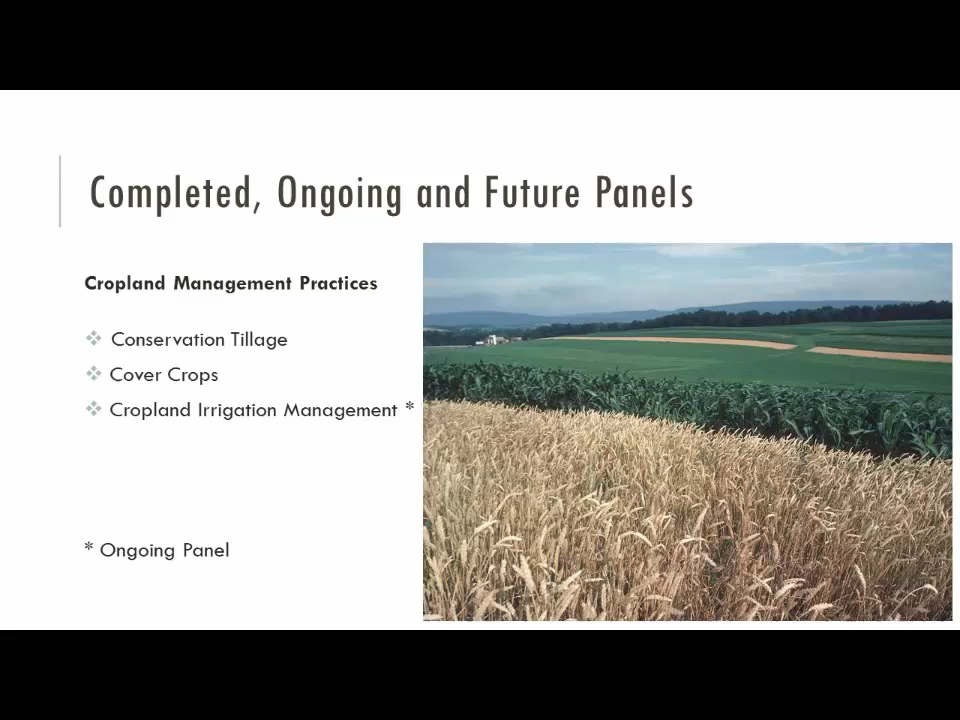 Completed, Ongoing and Future Panels
Cropland Management Practices
Conservation Tillage
Cover Crops
Cropland Irrigation Management *
* Ongoing Panel